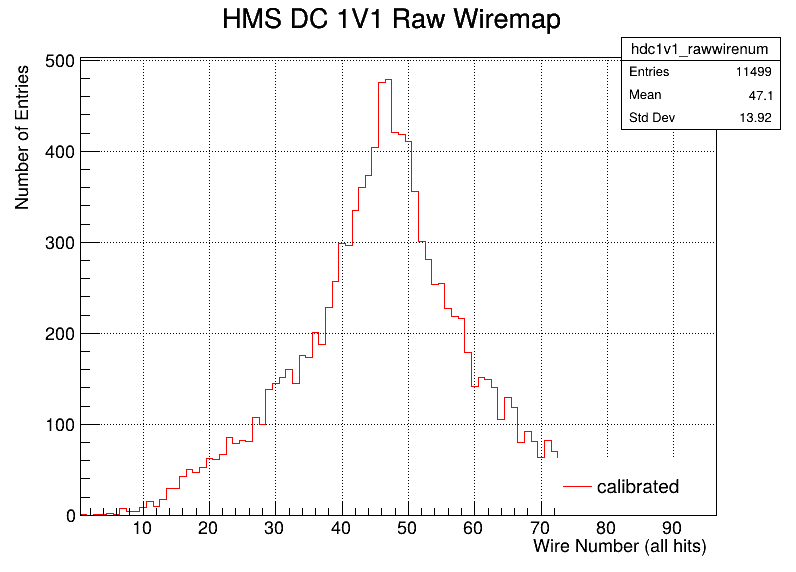 HMS DC 1V1 Raw Wiremap
hdc1v1_rawwirenum
Entries 11499
Mean 47.1
Std Dev 13.92
Number of Entries
500
400
300
200
100
0
calibrated
10 20 30 40 50 60 70 80 90
Wire Number (all hits)